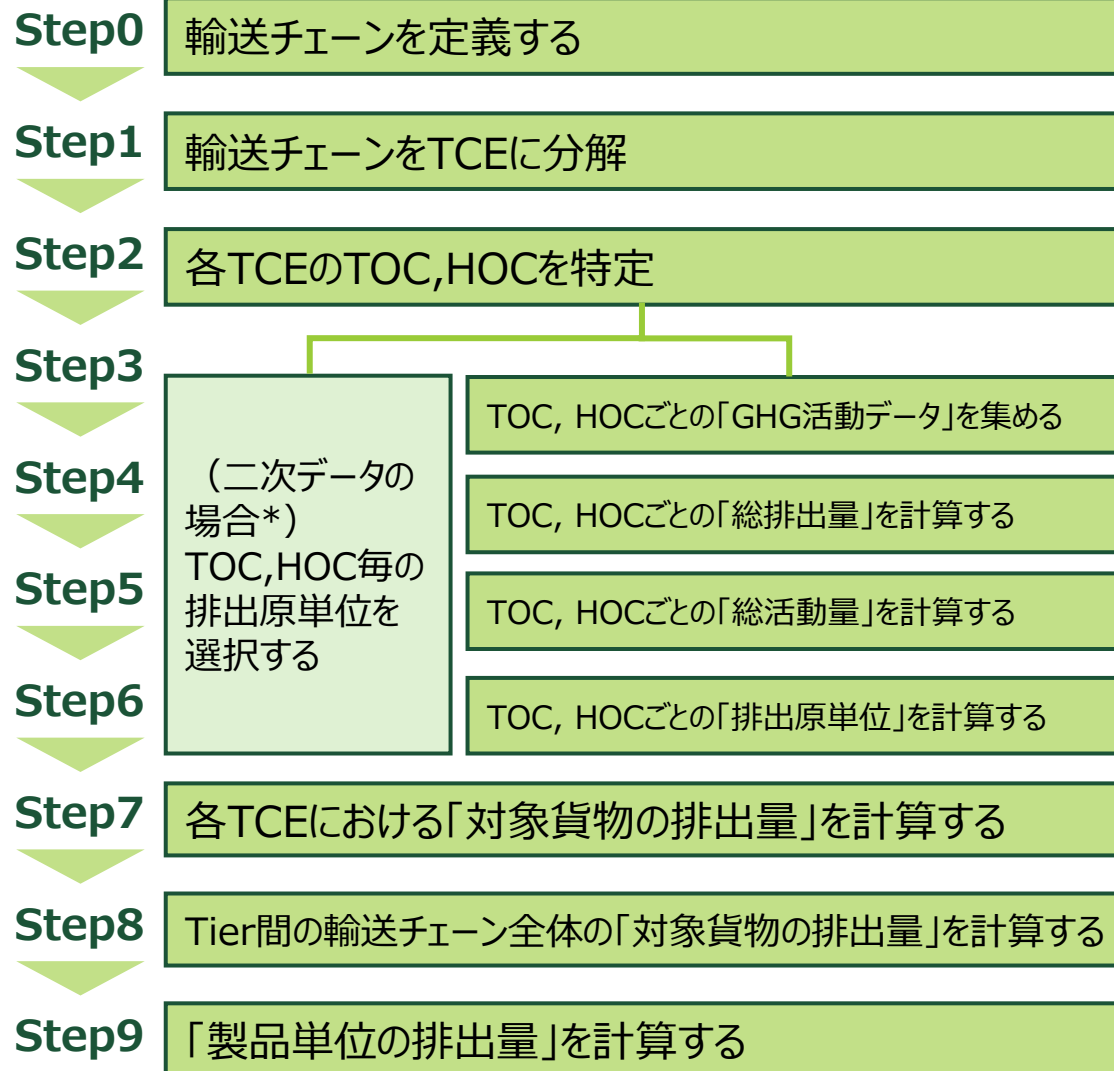 Step0
輸送チェーンを定義する
Step1
輸送チェーンをTCEに分解
Step2
各TCEのTOC,HOCを特定
Step3
Step4
Step5
Step6
（二次データの
場合*）
TOC,HOC毎の
排出原単位を
選択する
TOC, HOCごとの「GHG活動データ」を集める
TOC, HOCごとの「総排出量」を計算する
TOC, HOCごとの「総活動量」を計算する
TOC, HOCごとの「排出原単位」を計算する
Step7
各TCEにおける「対象貨物の排出量」を計算する
Step8
Tier間の輸送チェーン全体の「対象貨物の排出量」を計算する
Step9
「製品単位の排出量」を計算する